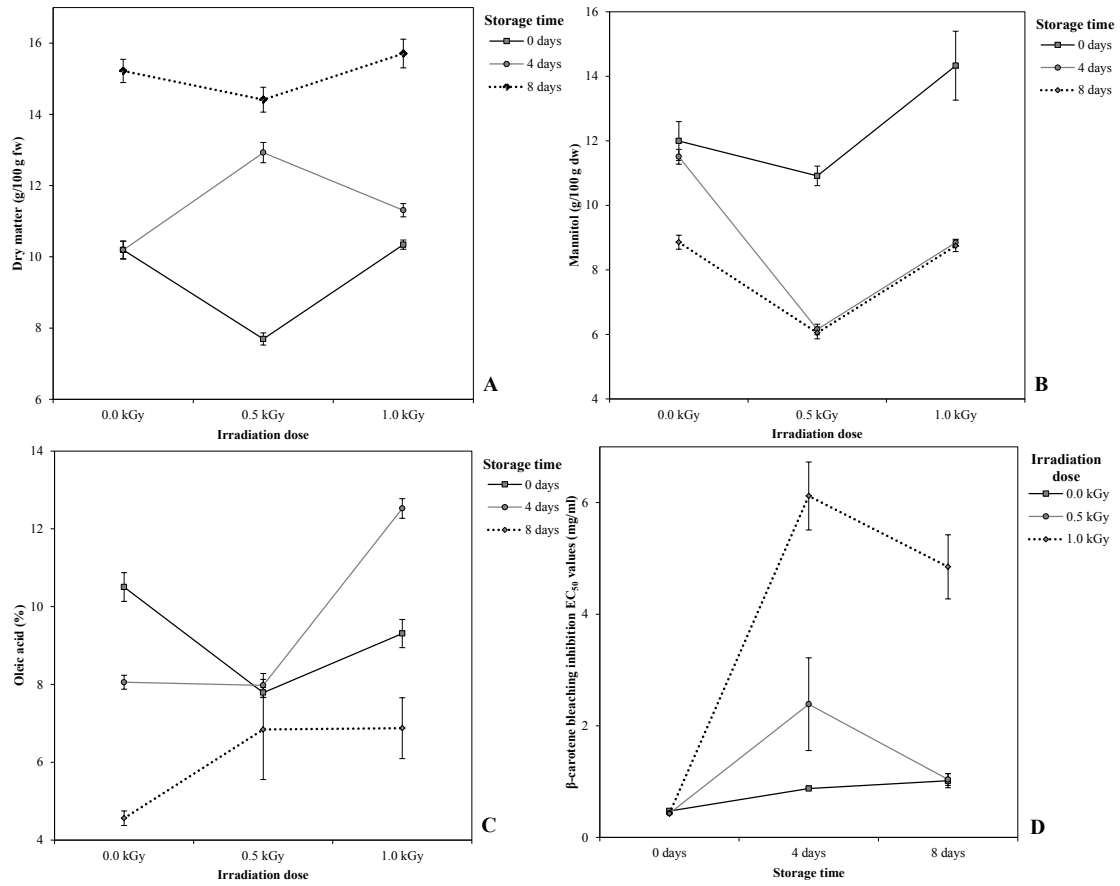 Dry matter (g/100 g fw)
16
14
12
10
8
6
0.0 kGy
0.5 kGy
1.0 kGy
Irradiation dose
Storage time
0 days
4 days
8 days
A
Mannitol (g/100 g dw)
16
14
12
10
8
6
4
0.0 kGy
0.5 kGy
1.0 kGy
Irradiation dose
Storage time
0 days
4 days
8 days
B
Oleic acid (%)
14
12
10
8
6
4
0.0 kGy
0.5 kGy
1.0 kGy
Irradiation dose
Storage time
0 days
4 days
8 days
C
β-carotene bleaching inhibition EC50 values (mg/ml)
6
4
2
0
0 days
4 days
8 days
Storage time
Irradiation
dose
0.0 kGy
0.5 kGy
1.0 kGy
D